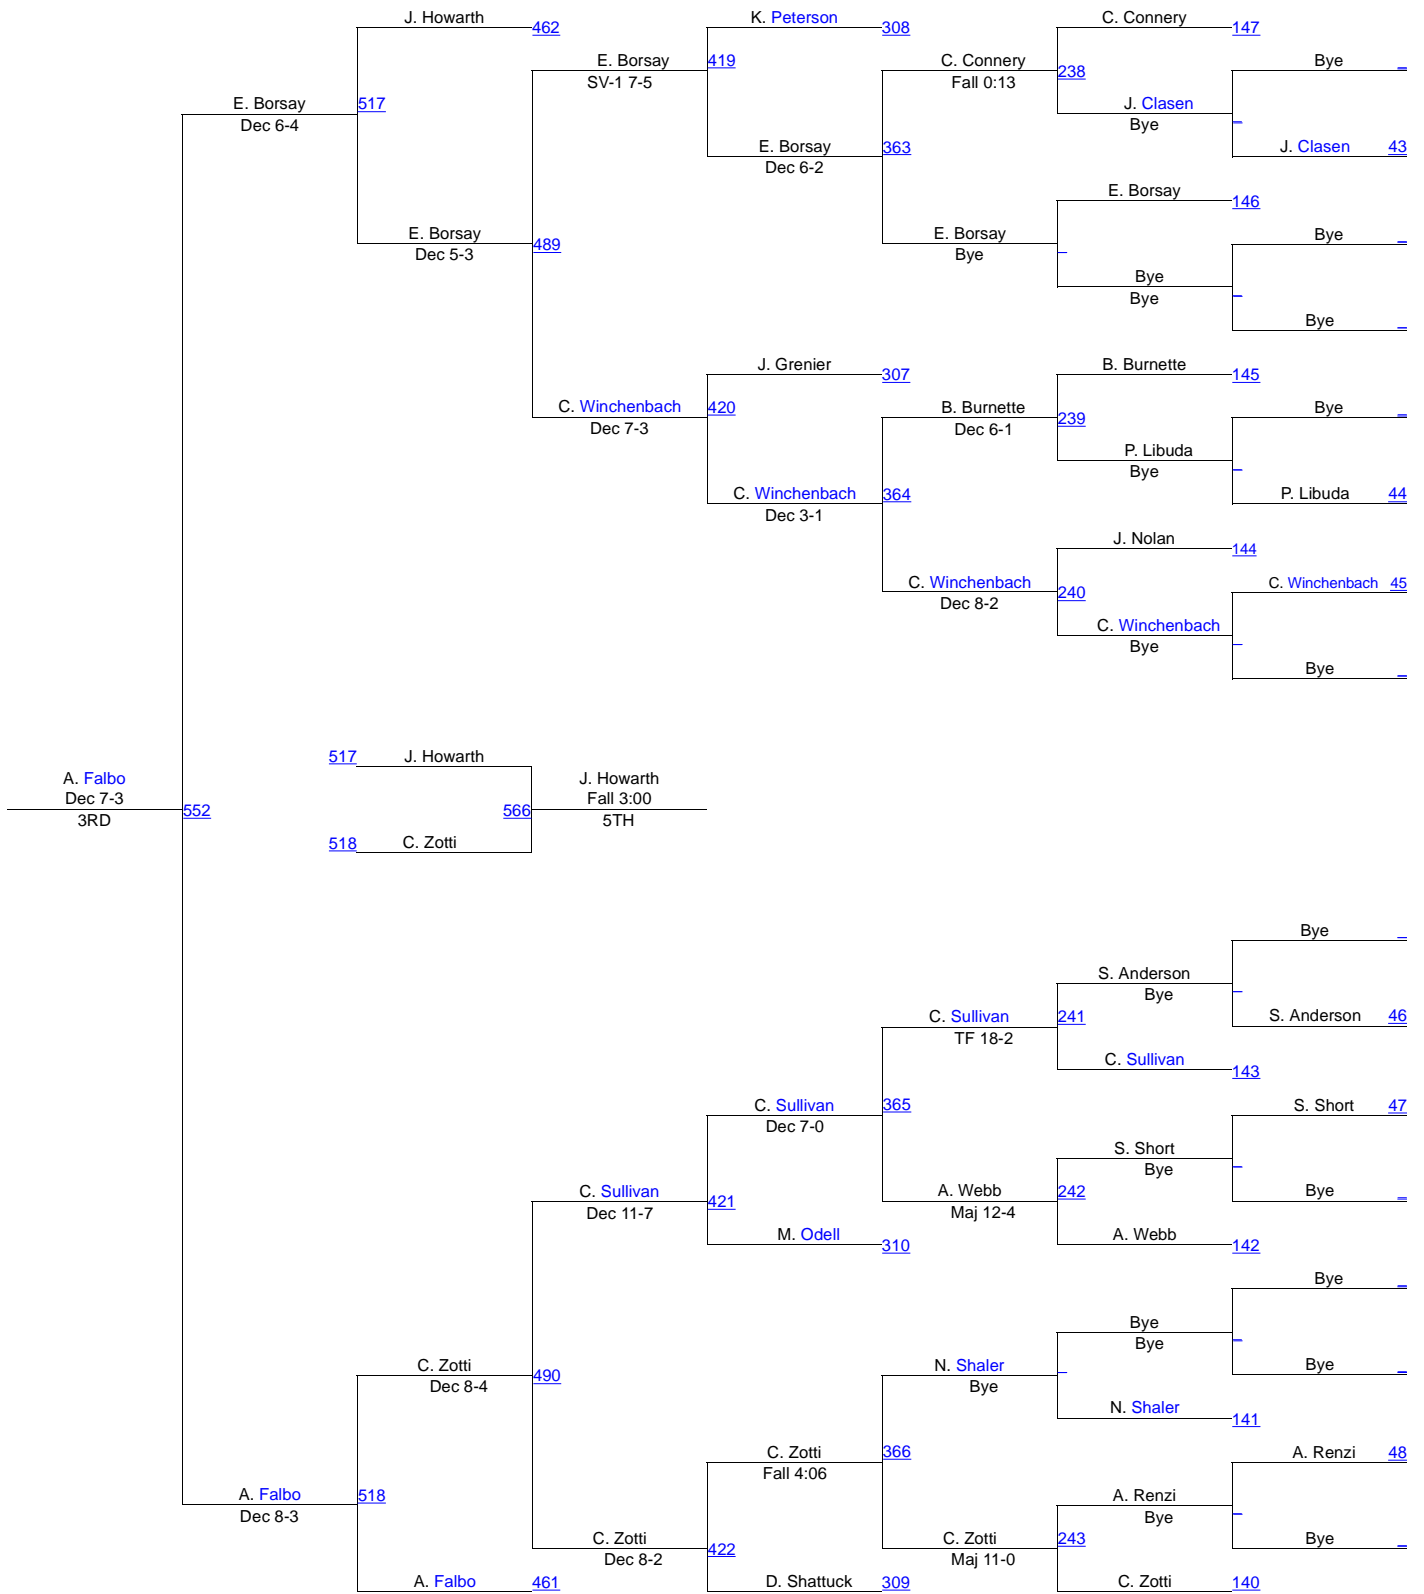 J. Howarth 462
K. Peterson 308
C. Connery 147
E. Borsay 419
SV-1 7-5
C. Connery 238
Fall 0:13
Bye _
E. Borsay 517
Dec 6-4
J. Clasen _
Bye
E. Borsay 363
Dec 6-2
J. Clasen 43
E. Borsay 146
E. Borsay 489
Dec 5-3
E. Borsay _
Bye
Bye _
Bye _
Bye
Bye _
J. Grenier 307
B. Burnette 145
C. Winchenbach 420
Dec 7-3
B. Burnette 239
Dec 6-1
Bye _
P. Libuda _
Bye
C. Winchenbach 364
Dec 3-1
P. Libuda 44
J. Nolan 144
C. Winchenbach 240
Dec 8-2
C. Winchenbach 45
C. Winchenbach _
Bye
Bye _
517 J. Howarth
A. Falbo
Dec 7-3
3RD
552
566
J. Howarth
Fall 3:00
5TH
518 C. Zotti
Bye _
S. Anderson _
Bye
C. Sullivan 241
TF 18-2
S. Anderson 46
C. Sullivan 143
C. Sullivan 365
Dec 7-0
S. Short 47
S. Short _
Bye
C. Sullivan 421
Dec 11-7
A. Webb 242
Maj 12-4
Bye _
M. Odell 310
A. Webb 142
Bye _
Bye _
Bye
C. Zotti 490
Dec 8-4
N. Shaler _
Bye
Bye _
N. Shaler 141
C. Zotti 366
Fall 4:06
A. Renzi 48
A. Falbo 518
Dec 8-3
A. Renzi _
Bye
C. Zotti 422
Dec 8-2
C. Zotti 243
Maj 11-0
Bye _
A. Falbo 461
D. Shattuck 309
C. Zotti 140